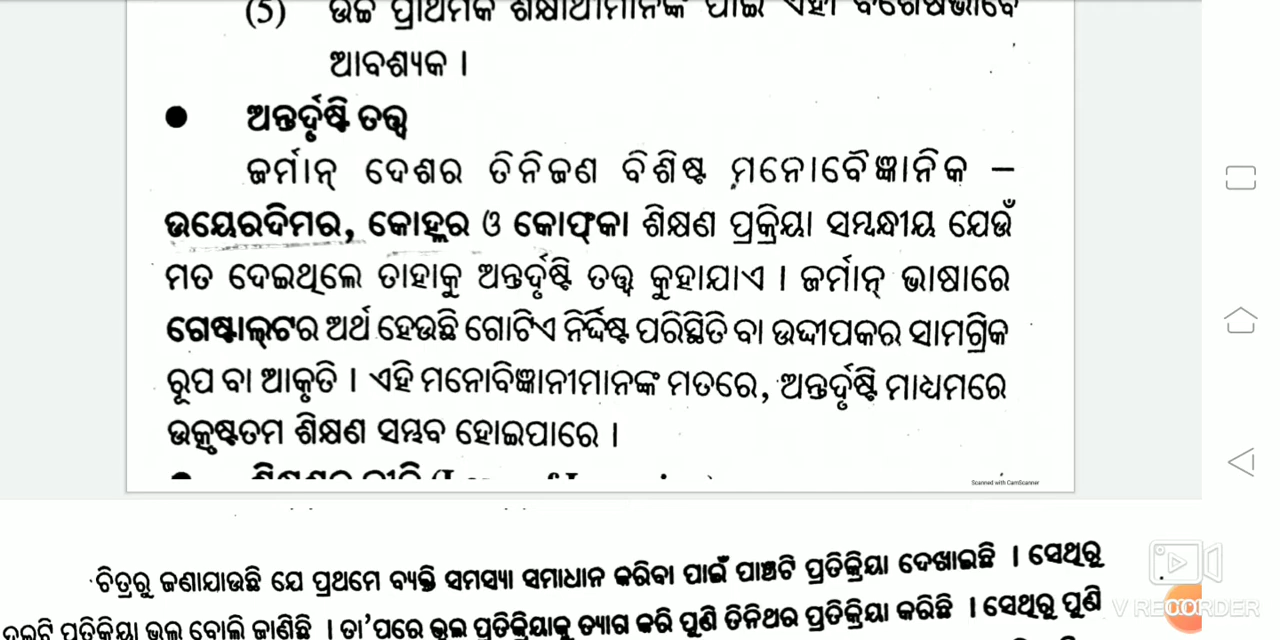 (5) ଉଚ୍ଚ ପ୍ରାଥମିକ ଶିକ୍ଷାର୍ଥୀମାନଙ୍କ ପାଇଁ ଏହା ବିଶେଷଭାବେ
ଆବଶ୍ୟକ ।
● ଅନ୍ତର୍ଦୃଷ୍ଟି ତତ୍ତ୍ୱ
ଜର୍ମାନ୍ ଦେଶର ତିନିଜଣ ବିଶିଷ୍ଟ ମନୋବୈଜ୍ଞାନିକ –
ଉୟେରଦିମର, କୋହ୍ଲର ଓ କୋଫ୍‌କା ଶିକ୍ଷଣ ପ୍ରକ୍ରିୟା ସମ୍ବନ୍ଧୀୟ ଯେଉଁ
ମତ ଦେଇଥିଲେ ତାହାକୁ ଅନ୍ତର୍ଦୃଷ୍ଟି ତତ୍ତ୍ୱ କୁହାଯାଏ । ଜର୍ମାନ୍ ଭାଷାରେ
ଗେଷ୍ଟାଲ୍‌ଟର ଅର୍ଥ ହେଉଛି ଗୋଟିଏ ନିର୍ଦ୍ଦିଷ୍ଟ ପରିସ୍ଥିତି ବା ଉଦ୍ଦୀପକର ସାମଗ୍ରିକ
ରୂପ ବା ଆକୃତି । ଏହି ମନୋବିଜ୍ଞାନୀମାନଙ୍କ ମତରେ, ଅନ୍ତର୍ଦୃଷ୍ଟି ମାଧ୍ୟମରେ
ଉତ୍କୃଷ୍ଟତମ ଶିକ୍ଷଣ ସମ୍ଭବ ହୋଇପାରେ ।
Scanned with CamScanner
ଚିତ୍ରରୁ ଜଣାଯାଉଛି ଯେ ପ୍ରଥମେ ବ୍ୟକ୍ତି ସମସ୍ୟା ସମାଧାନ କରିବା ପାଇଁ ପାଞ୍ଚଟି ପ୍ରତିକ୍ରିୟା ଦେଖାଇଛି । ସେଥିରୁ
ଦୁଇଟି ପ୍ରତିକ୍ରିୟା ଭୁଲ ବୋଲି ଜାଣିଛି । ତା'ପରେ ଭୁଲ ପ୍ରତିକ୍ରିୟାକୁ ତ୍ୟାଗ କରି ପୁଣି ତିନିଥର ପ୍ରତିକ୍ରିୟା କରିଛି । ସେଥିରୁ ପୁଣି
V RECORDER